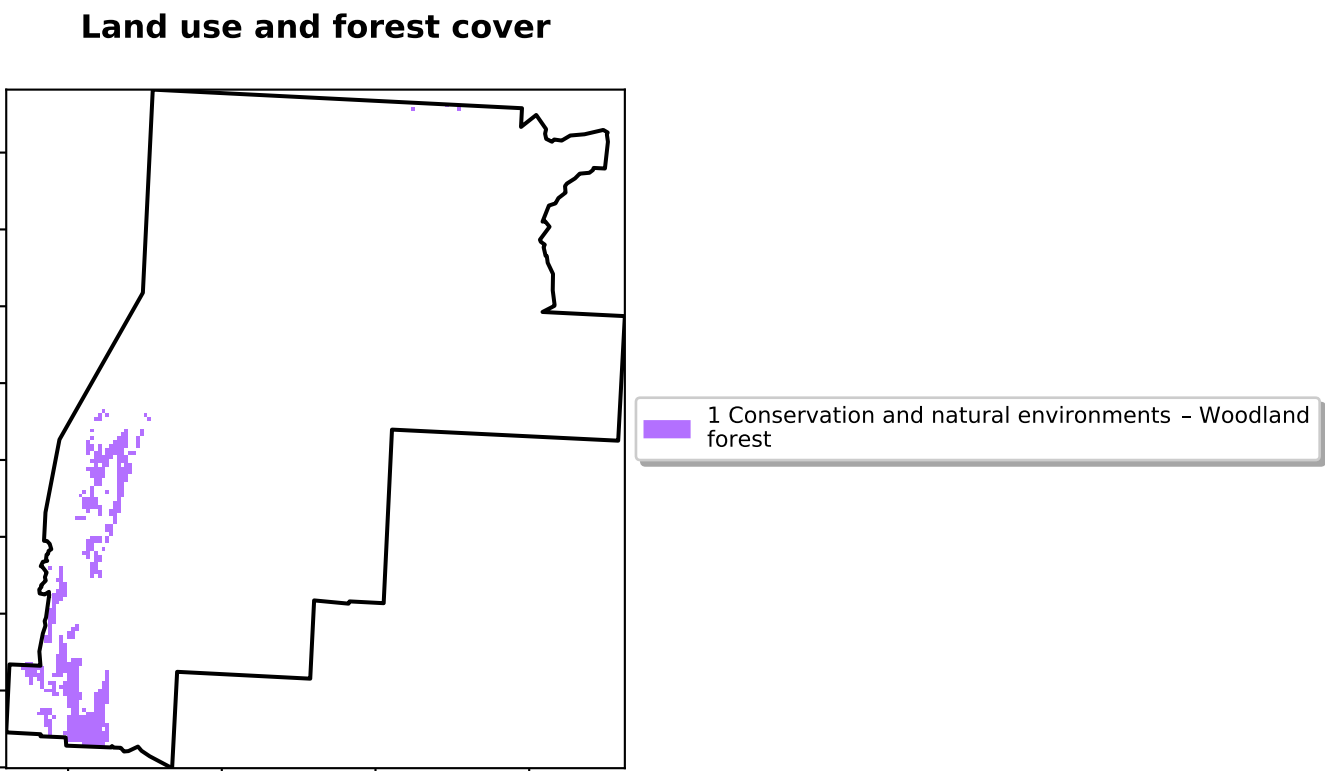 Land use and forest cover
1 Conservation and natural environments – Woodland
forest